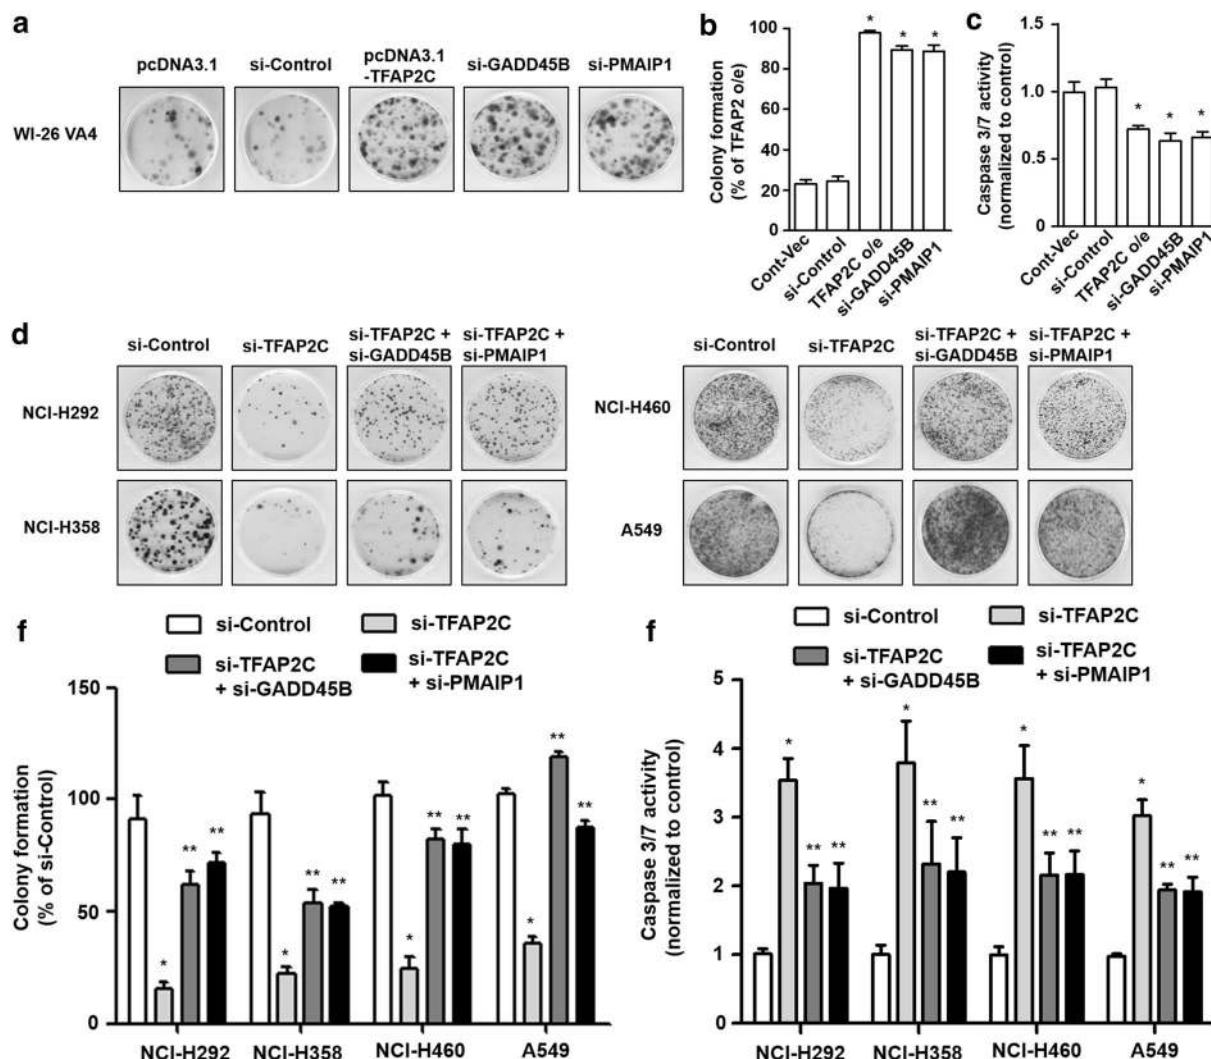 a
pcDNA3.1
si-Control
pcDNA3.1
-TFAP2C
si-GADD45B
si-PMAIP1
WI-26 VA4
b
Colony formation
(% of TFAP2 o/e)
100
80
60
40
20
0
*
*
*
Cont-Vec
si-Control
TFAP2C o/e
si-GADD45B
si-PMAIP1
c
Caspase 3/7 activity
(normalized to control)
1.5
1.0
0.5
0
*
*
*
Cont-Vec
si-Control
TFAP2C o/e
si-GADD45B
si-PMAIP1
d
si-Control
si-TFAP2C
si-TFAP2C +
si-GADD45B
si-TFAP2C +
si-PMAIP1
NCI-H292
NCI-H358
si-Control
si-TFAP2C
si-TFAP2C +
si-GADD45B
si-TFAP2C +
si-PMAIP1
NCI-H460
A549
f
si-Control
si-TFAP2C
si-TFAP2C
+ si-GADD45B
si-TFAP2C
+ si-PMAIP1
Colony formation
(% of si-Control)
150
100
50
0
*
**
**
*
**
**
*
**
**
*
**
**
NCI-H292
NCI-H358
NCI-H460
A549
f
si-Control
si-TFAP2C
si-TFAP2C
+ si-GADD45B
si-TFAP2C
+ si-PMAIP1
Caspase 3/7 activity
(normalized to control)
5
4
3
2
1
0
*
**
**
*
**
**
*
**
**
*
**
**
NCI-H292
NCI-H358
NCI-H460
A549